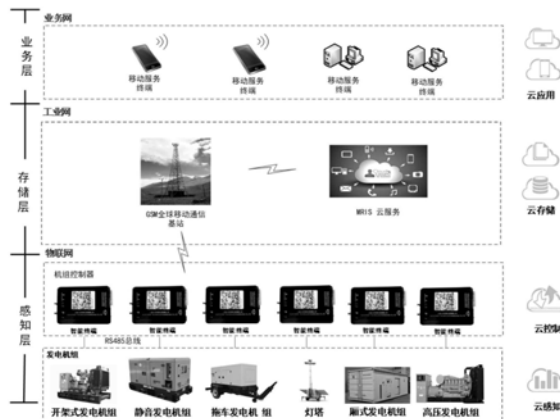 业务网
业务层
移动服务
终端
移动服务
终端
移动服务
终端
移动服务
终端
云应用
工业网
存储层
GSM全球移动通信
基站
WRIS 云服务
云存储
物联网
感知层
机组控制器
智能终端
智能终端
智能终端
智能终端
智能终端
智能终端
云控制
RS485总线
发电机组
开架式发电机组
静音发电机组
拖车发电机 组
灯塔
厢式发电机组
高压发电机组
云感知